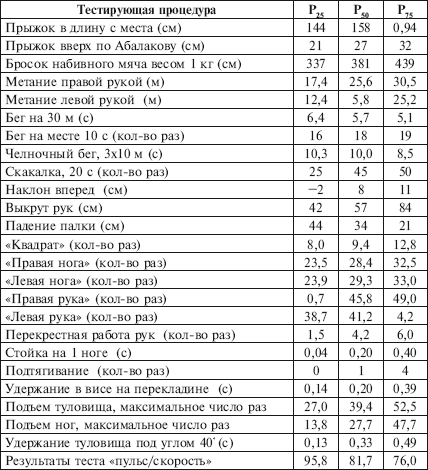 Тестирующая процедура P25 P50 P75
Прыжок в длину с места (см) 144 158 0,94
Прыжок вверх по Абалакову (см) 21 27 32
Бросок набивного мяча весом 1 кг (см) 337 381 439
Метание правой рукой (м) 17,4 25,6 30,5
Метание левой рукой (м) 12,4 5,8 25,2
Бег на 30 м (с) 6,4 5,7 5,1
Бег на месте 10 с (кол-во раз) 16 18 19
Челночный бег, 3x10 м (с) 10,3 10,0 8,5
Скакалка, 20 с (кол-во раз) 25 45 50
Наклон вперед (см) −2 8 11
Выкрут рук (см) 42 57 84
Падение палки (см) 44 34 21
«Квадрат» (кол-во раз) 8,0 9,4 12,8
«Правая нога» (кол-во раз) 23,5 28,4 32,5
«Левая нога» (кол-во раз) 23,9 29,3 33,0
«Правая рука» (кол-во раз) 0,7 45,8 49,0
«Левая рука» (кол-во раз) 38,7 41,2 4,2
Перекрестная работа рук (кол-во раз) 1,5 4,2 6,0
Стойка на 1 ноге (с) 0,04 0,20 0,40
Подтягивание (кол-во раз) 0 1 4
Удержание в висе на перекладине (с) 0,14 0,20 0,39
Подъем туловища, максимальное число раз 27,0 39,4 52,5
Подъем ног, максимальное число раз 13,8 27,7 47,7
Удержание туловища под углом 40˚ (с) 0,13 0,33 0,49
Результаты теста «пульс/скорость» 95,8 81,7 76,0